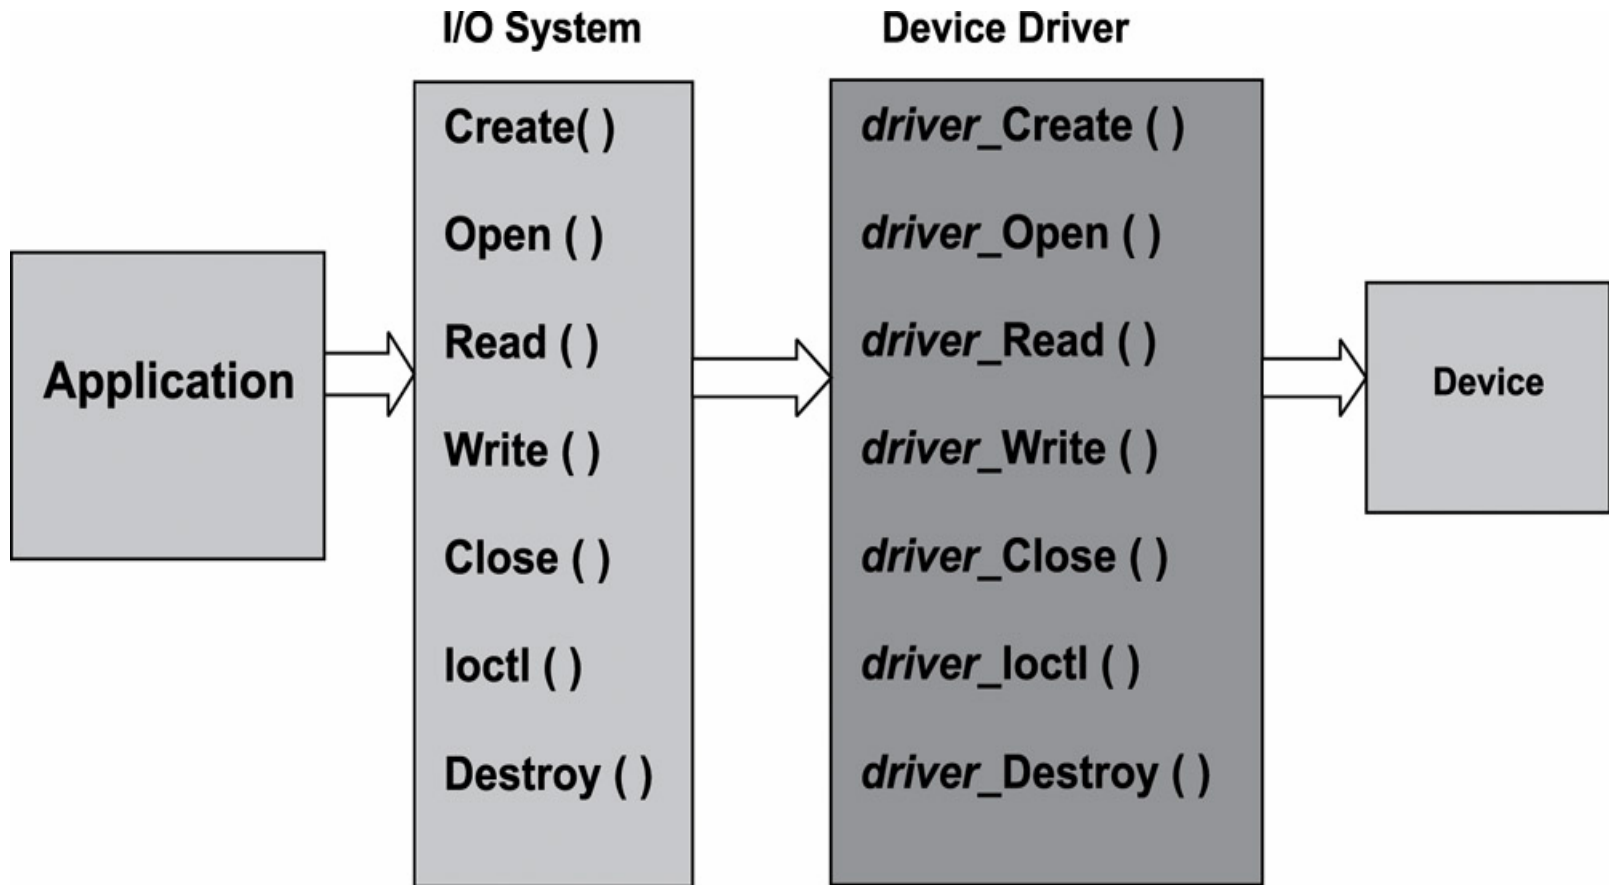 I/O System
Device Driver
Create( )
driver_Create ( )
Open ( )
driver_Open ( )
Read ( )
driver_Read ( )
Application
Device
Write ( )
driver_Write ( )
Close ( )
driver_Close ( )
Ioctl ( )
driver_Ioctl ( )
Destroy ( )
driver_Destroy ( )